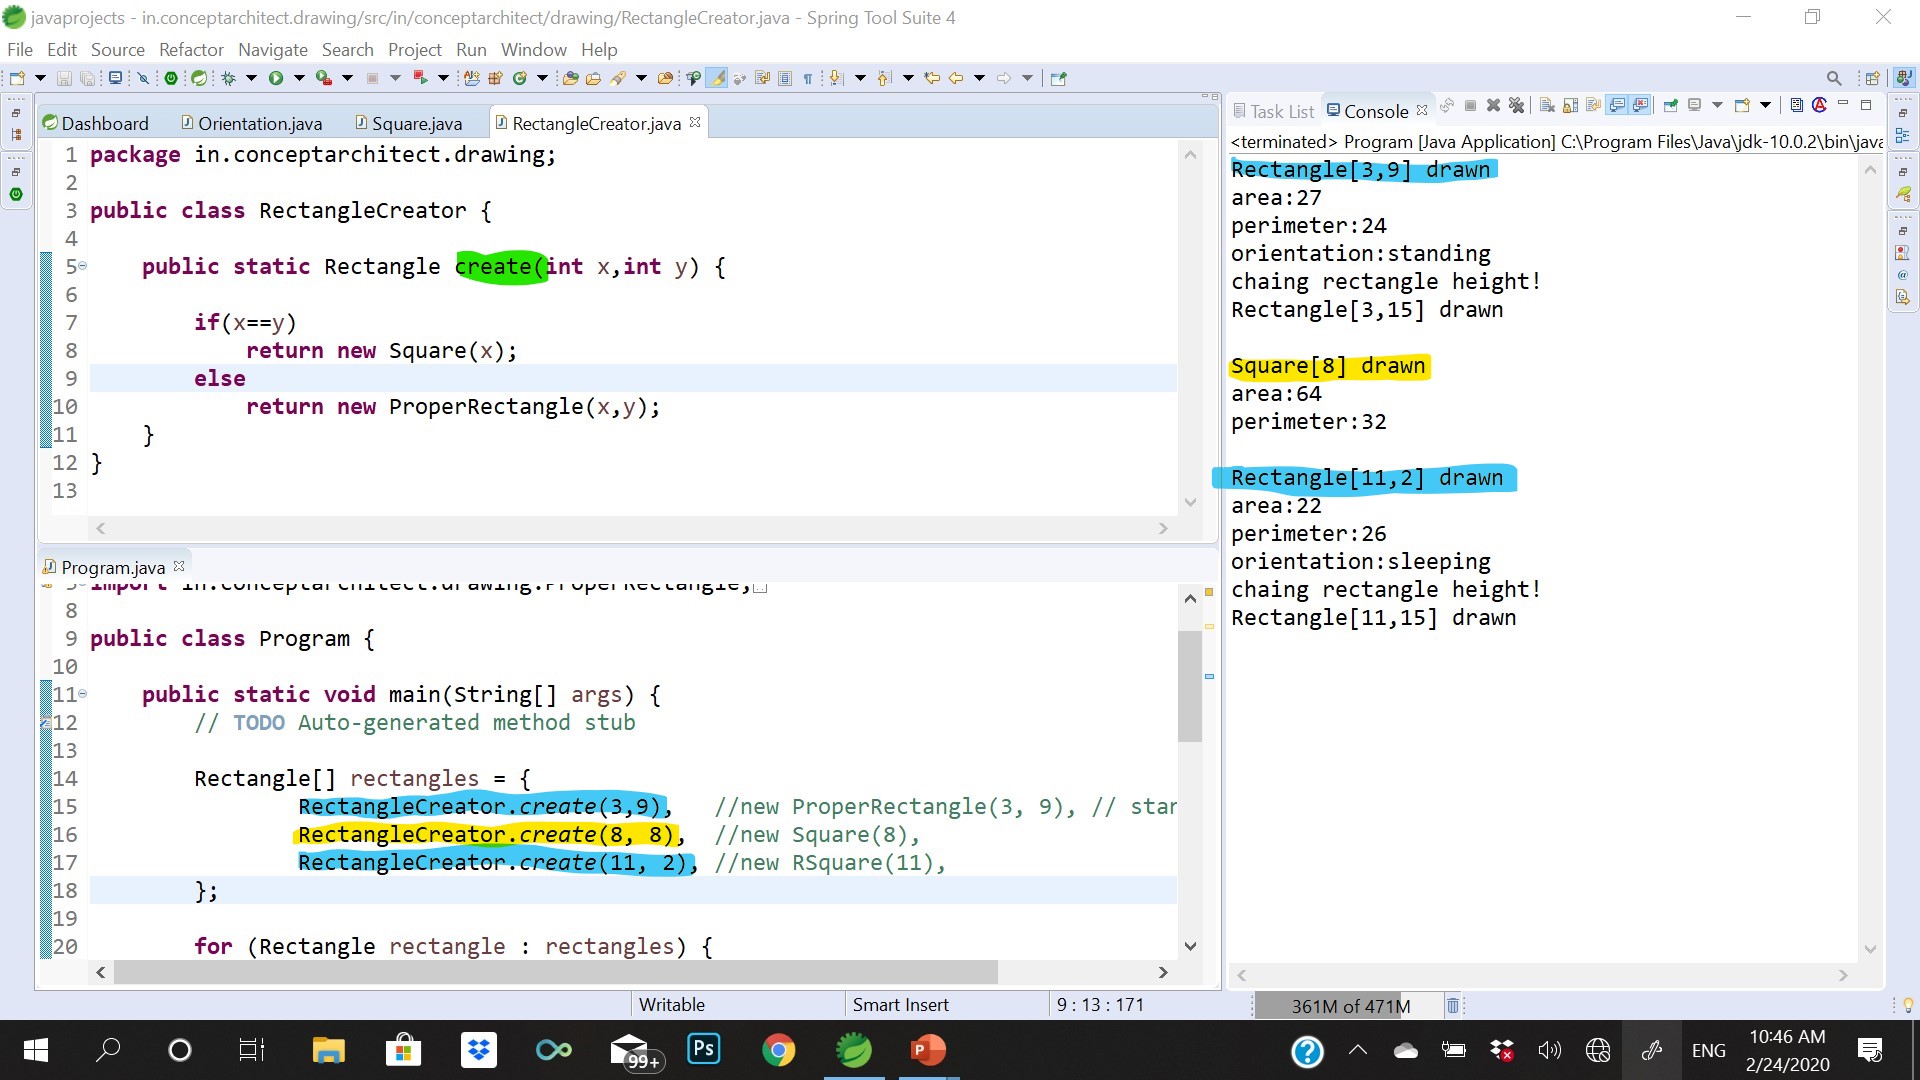 javaprojects - in.conceptarchitect.drawing/src/in/conceptarchitect/drawing/RectangleCreator.java - Spring Tool Suite 4
File Edit Source Refactor Navigate Search Project Run Window Help
Dashboard Orientation.java Square.java RectangleCreator.java
1 package in.conceptarchitect.drawing;
2
3 public class RectangleCreator {
4
5 public static Rectangle create(int x,int y) {
6
7 if(x==y)
8 return new Square(x);
9 else
10 return new ProperRectangle(x,y);
11 }
12 }
13
Program.java
import in.conceptarchitect.drawing.ProperRectangle;
8
9 public class Program {
10
11 public static void main(String[] args) {
12 // TODO Auto-generated method stub
13
14 Rectangle[] rectangles = {
15 RectangleCreator.create(3,9), //new ProperRectangle(3, 9), // star
16 RectangleCreator.create(8, 8), //new Square(8),
17 RectangleCreator.create(11, 2), //new RSquare(11),
18 };
19
20 for (Rectangle rectangle : rectangles) {
Task List Console
<terminated> Program [Java Application] C:\Program Files\Java\jdk-10.0.2\bin\java
Rectangle[3,9] drawn
area:27
perimeter:24
orientation:standing
chaing rectangle height!
Rectangle[3,15] drawn
Square[8] drawn
area:64
perimeter:32
Rectangle[11,2] drawn
area:22
perimeter:26
orientation:sleeping
chaing rectangle height!
Rectangle[11,15] drawn
Writable Smart Insert 9 : 13 : 171 361M of 471M
99+ Ps P ? ENG
10:46 AM
2/24/2020